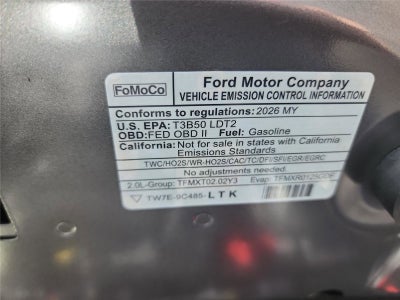 FoMoCo
Ford Motor Company
VEHICLE EMISSION CONTROL INFORMATION
Conforms to regulations:2026 MY
U.S. EPA: T3B50 LDT2
OBD:FED OBD II Fuel: Gasoline
California: Not for sale in states with California
Emissions Standards
TWC/HO2S/WR-HO2S/CAC/TC/DFI/SFI/EGR/EGRC
No adjustments needed.
2.0L-Group: TFMXT02.02Y3 Evap:
TW7E-9C485- LTK